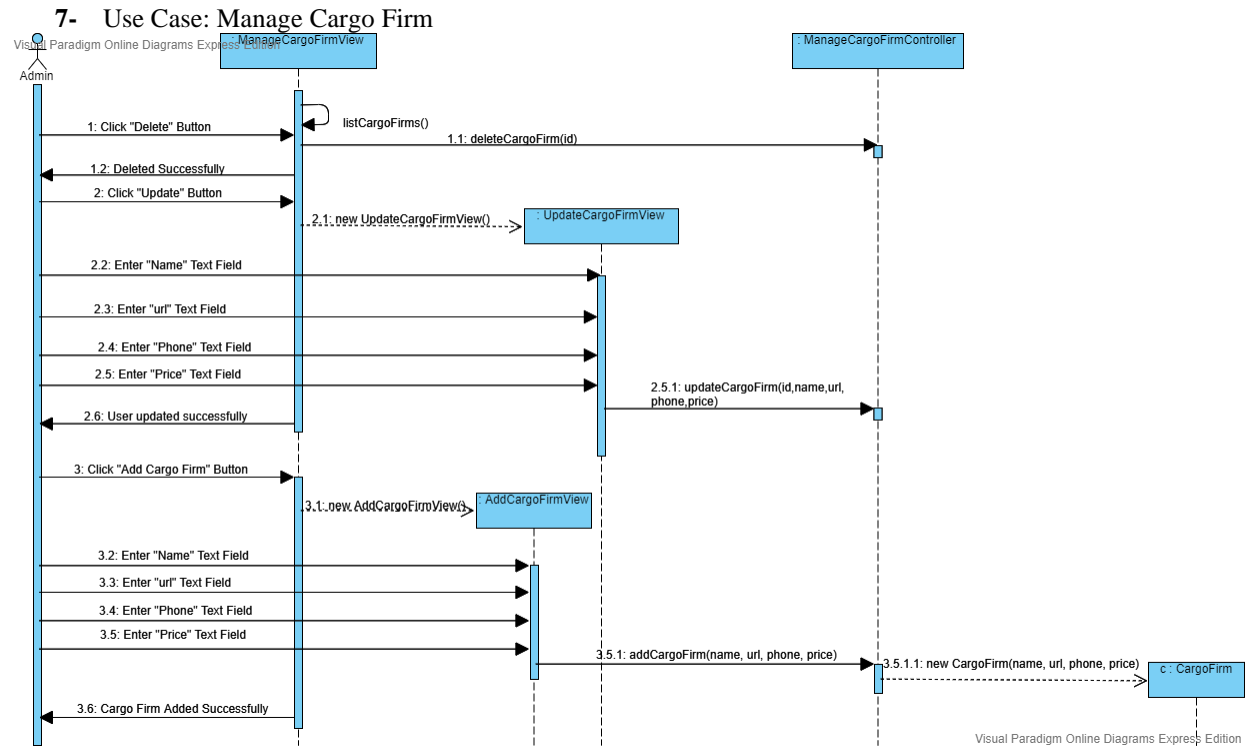 7- Use Case: Manage Cargo Firm
Visual Paradigm Online Diagrams Express Edition
: ManageCargoFirmView
: ManageCargoFirmController
Admin
listCargoFirms()
1: Click "Delete" Button
1.1: deleteCargoFirm(id)
1.2: Deleted Successfully
2: Click "Update" Button
2.1: new UpdateCargoFirmView()
: UpdateCargoFirmView
2.2: Enter "Name" Text Field
2.3: Enter "url" Text Field
2.4: Enter "Phone" Text Field
2.5: Enter "Price" Text Field
2.5.1: updateCargoFirm(id,name,url,
phone,price)
2.6: User updated successfully
3: Click "Add Cargo Firm" Button
3.1: new AddCargoFirmView()
: AddCargoFirmView
3.2: Enter "Name" Text Field
3.3: Enter "url" Text Field
3.4: Enter "Phone" Text Field
3.5: Enter "Price" Text Field
3.5.1: addCargoFirm(name, url, phone, price)
3.5.1.1: new CargoFirm(name, url, phone, price)
c : CargoFirm
3.6: Cargo Firm Added Successfully
Visual Paradigm Online Diagrams Express Edition